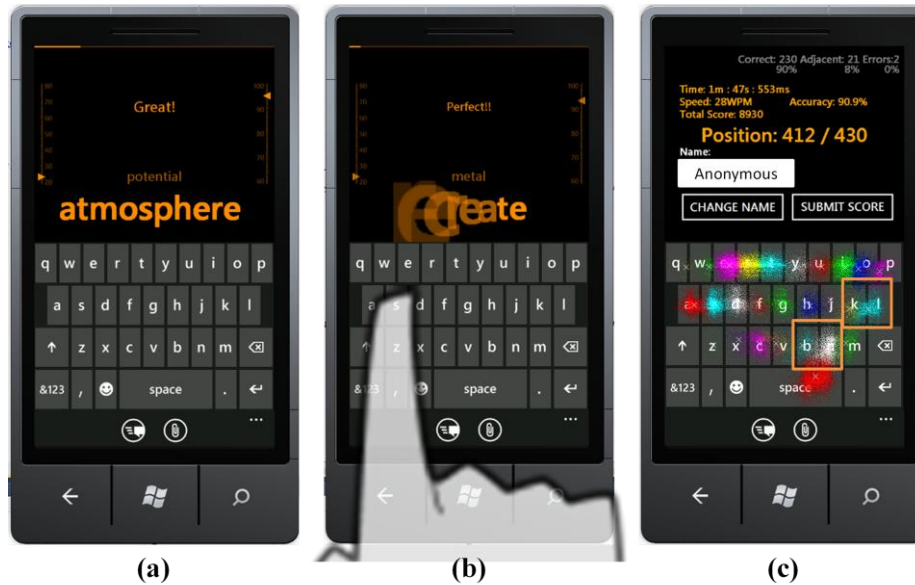 Great!
potential
atmosphere
q w e r t y u i o p
a s d f g h j k l
z x c v b n m
&123 , space .
(a)
Perfect!!
metal
create
q w e r t y u i o p
a s d f g h j k l
z x c v b n m
&123 , space .
(b)
Correct: 230 Adjacent: 21 Errors:2
90% 8% 0%
Time: 1m : 47s : 553ms
Speed: 28WPM Accuracy: 90.9%
Total Score: 8930
Position: 412 / 430
Name:
Anonymous
CHANGE NAME SUBMIT SCORE
q w y u i o p
a d f g h j k l
z x c v b n m
&123 , space .
(c)